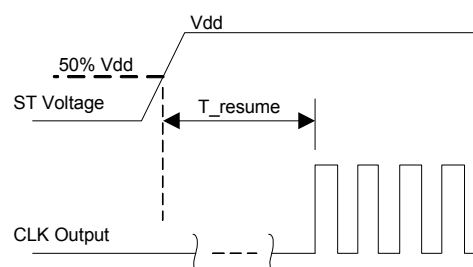 Vdd
50% Vdd
ST Voltage
T_resume
CLK Output